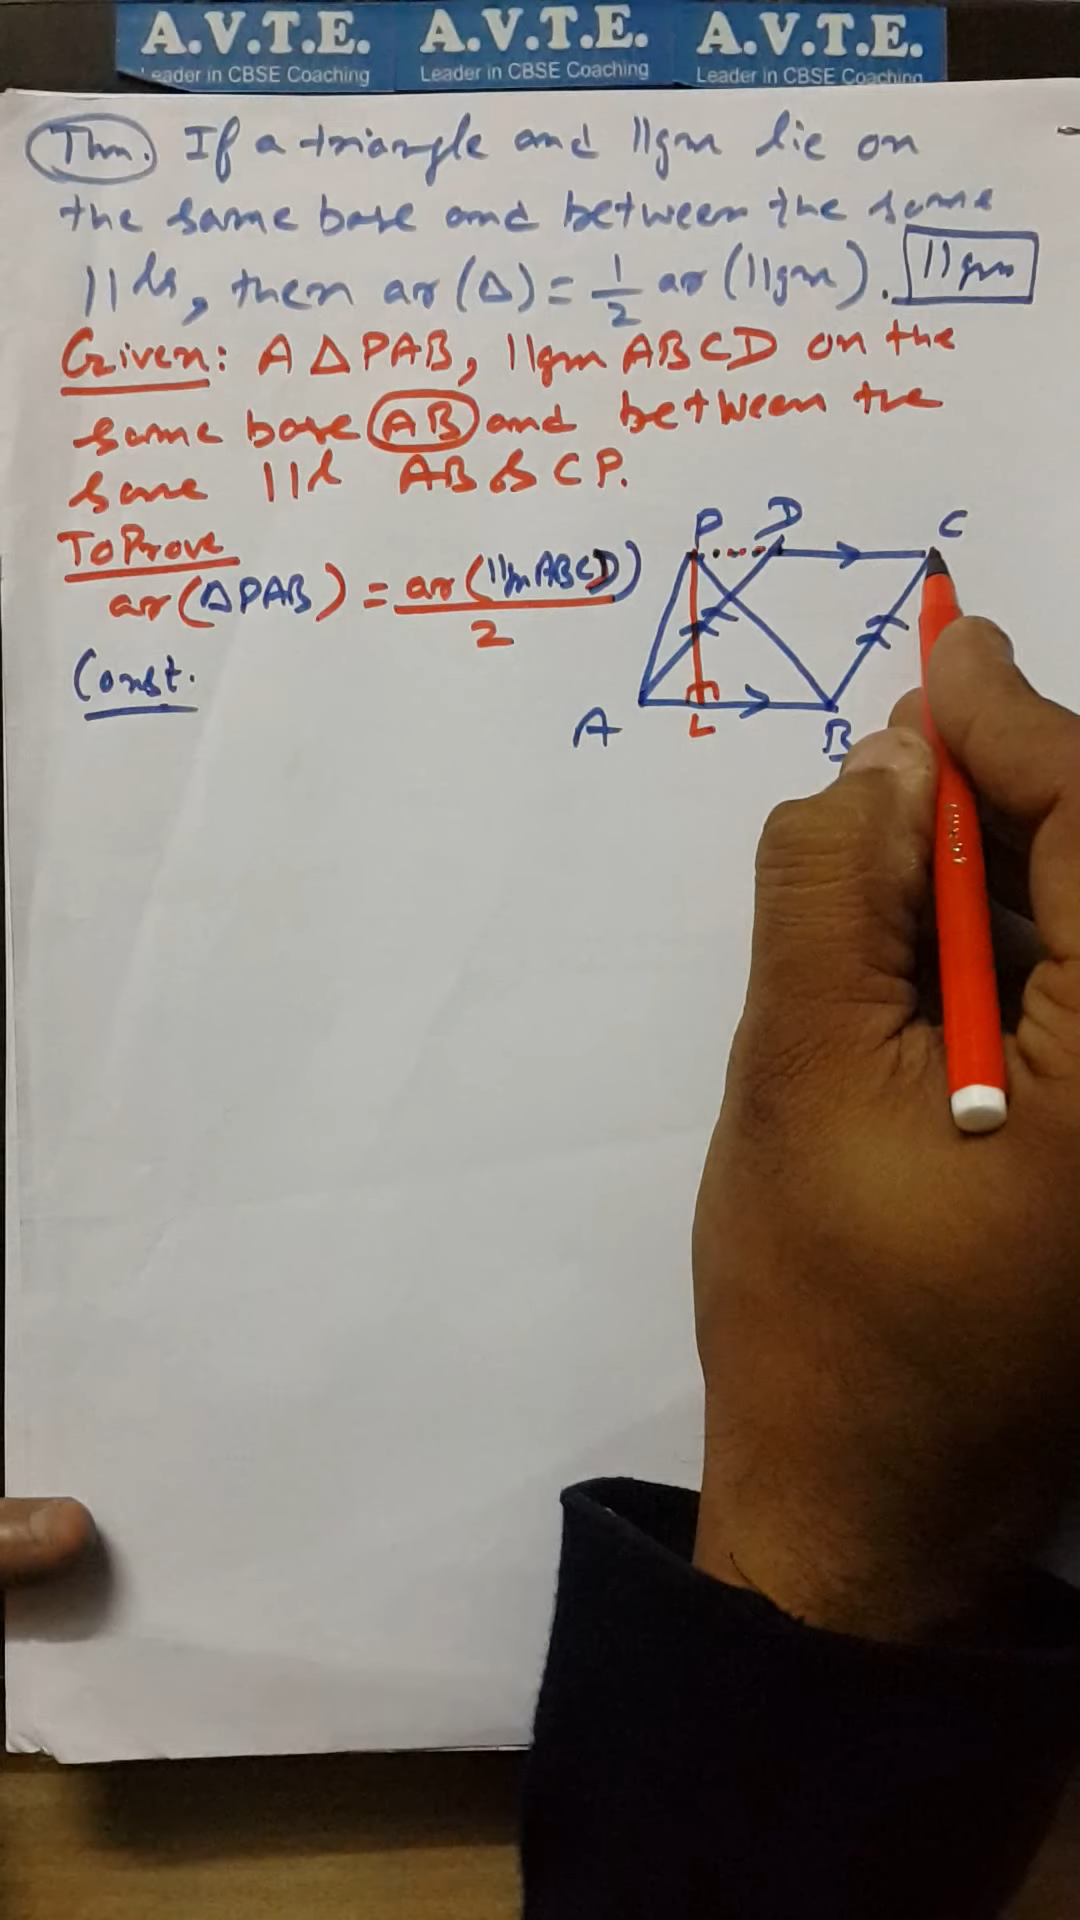 A.V.T.E. A.V.T.E. A.V.T.E.
eader in CBSE Coaching Leader in CBSE Coaching Leader in CBSE Coaching
Thm. If a triangle and ||gm lie on
the same base and between the same
||ls, then ar(Δ) = 1/2 ar(||gm). ||gm
Given: A Δ PAB, ||gm ABCD on the
same base AB and between the
same ||l AB & CP.
To Prove
ar(ΔPAB) = ar(||gm ABCD)/2
Const.
P D C
A L B